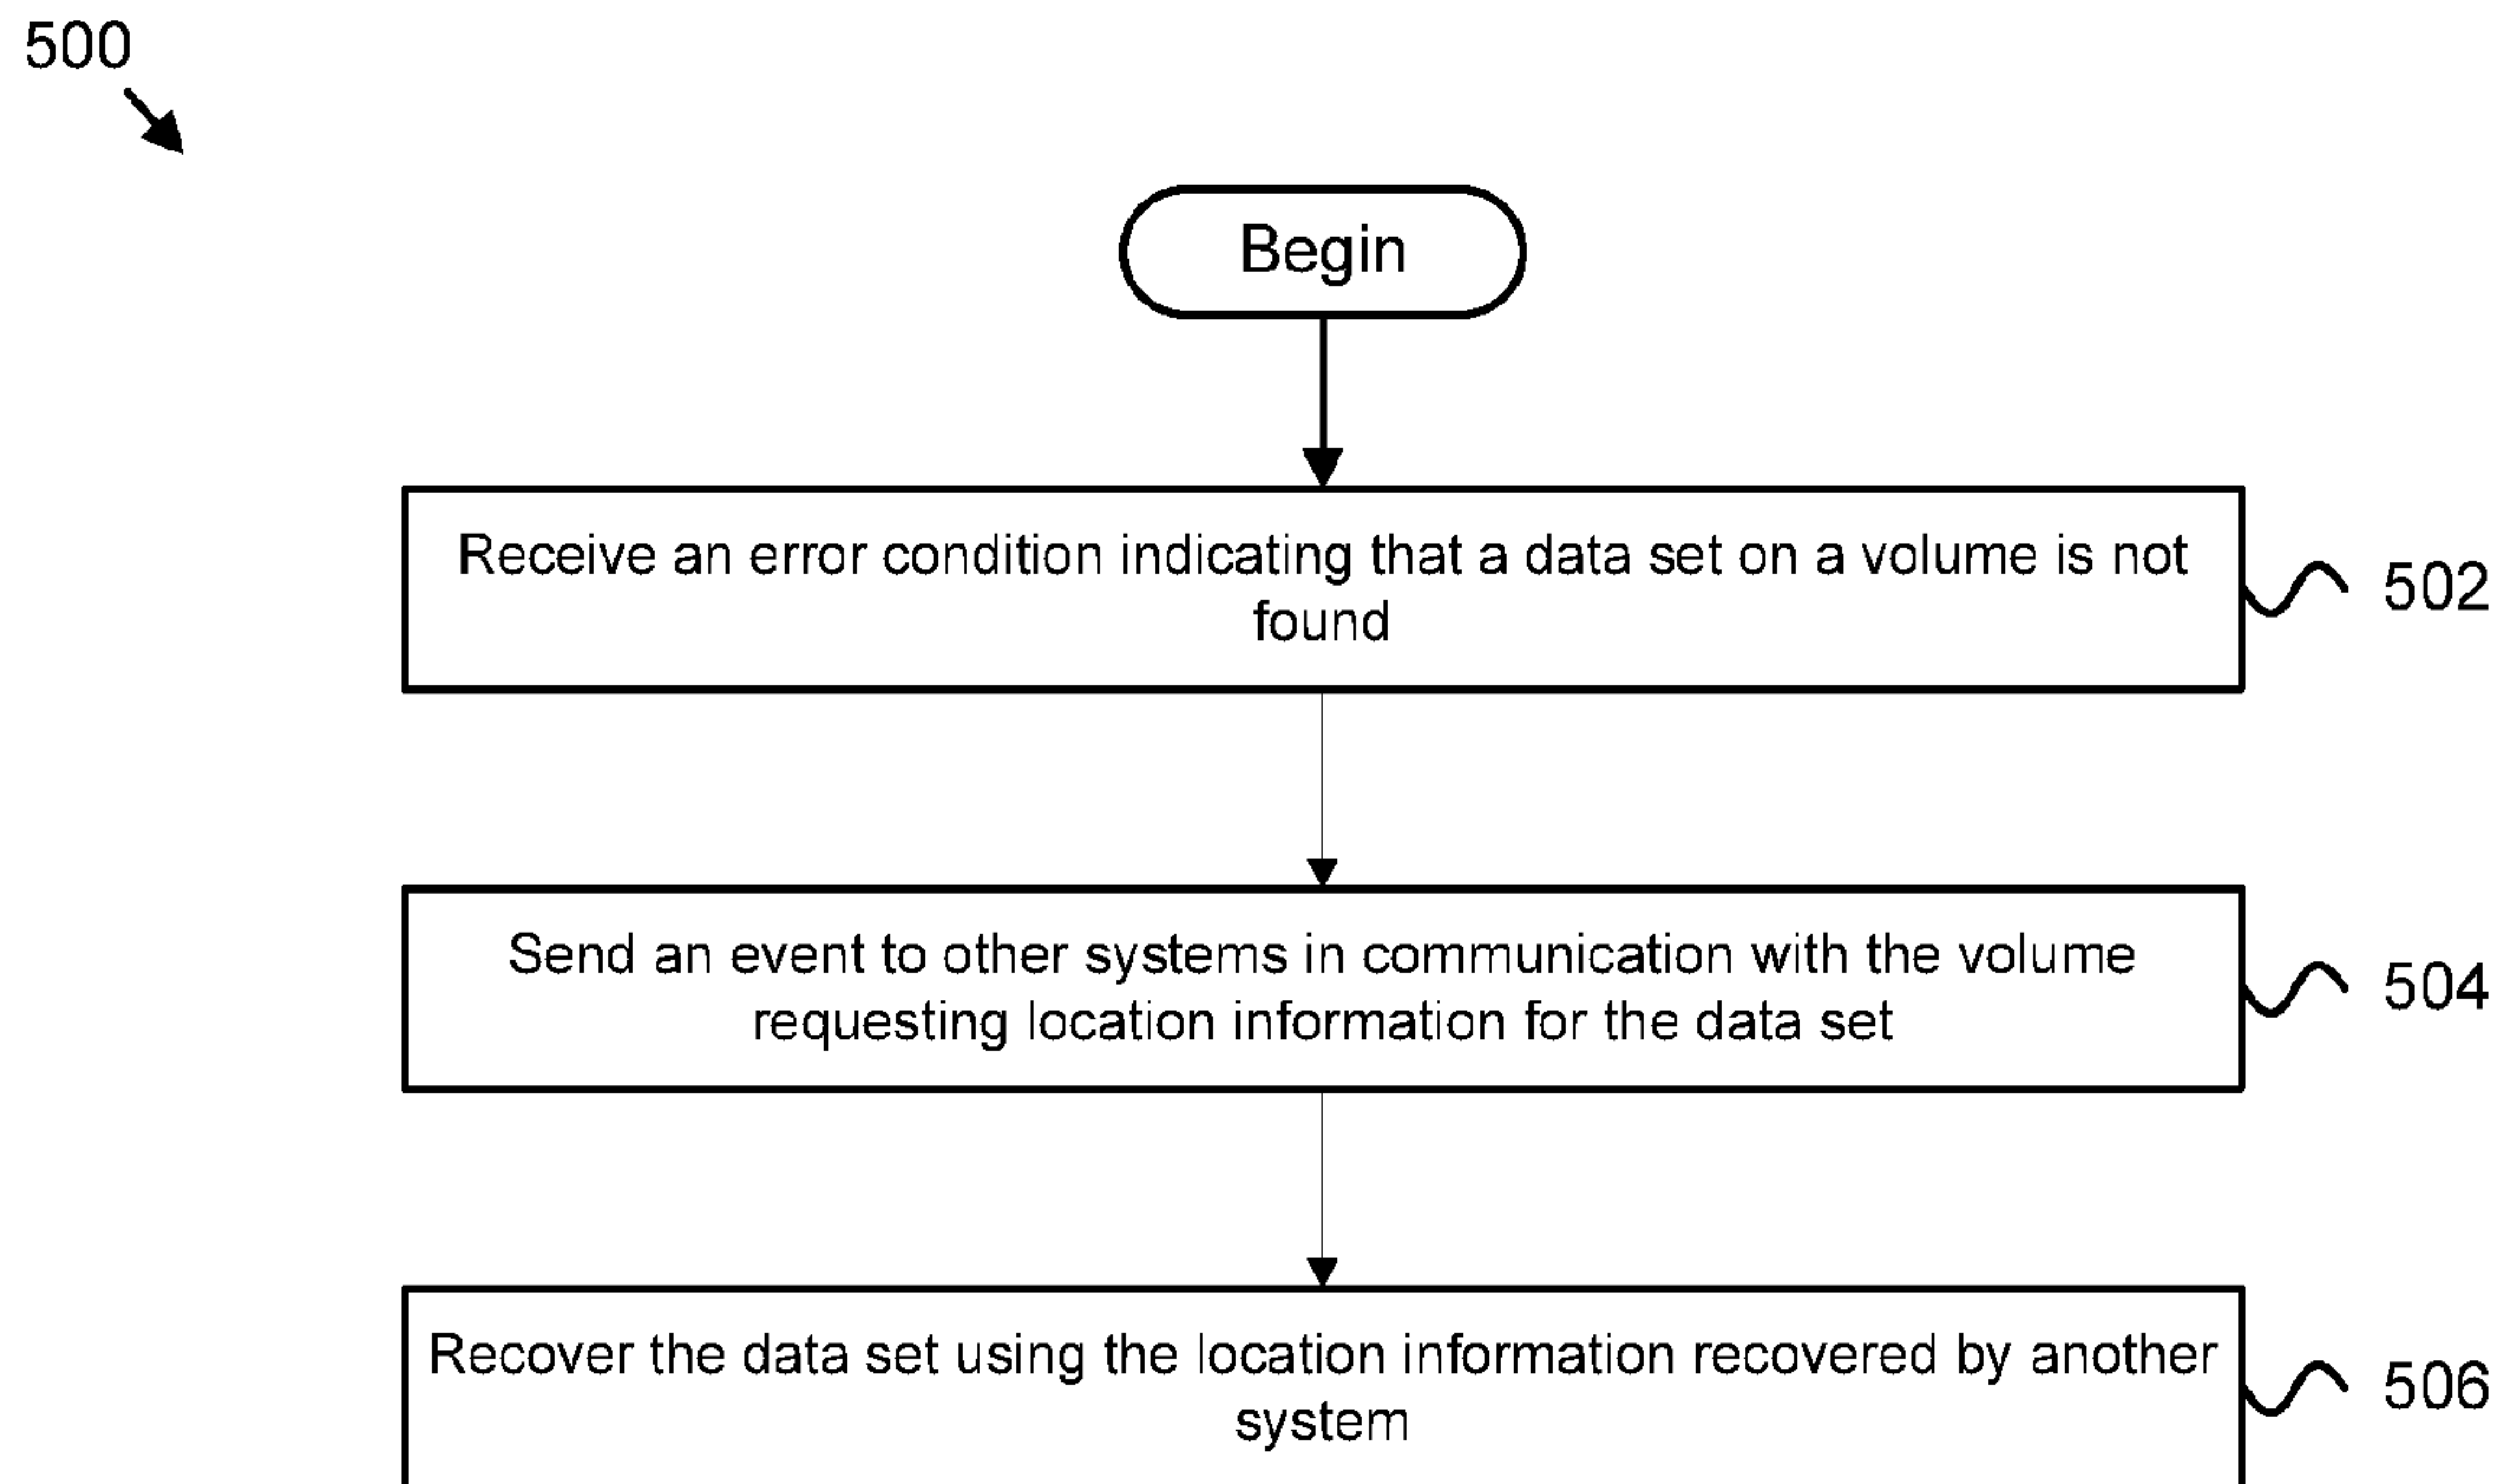 500
Begin
Receive an error condition indicating that a data set on a volume is not
found
502
Send an event to other systems in communication with the volume
requesting location information for the data set
504
Recover the data set using the location information recovered by another
system
506